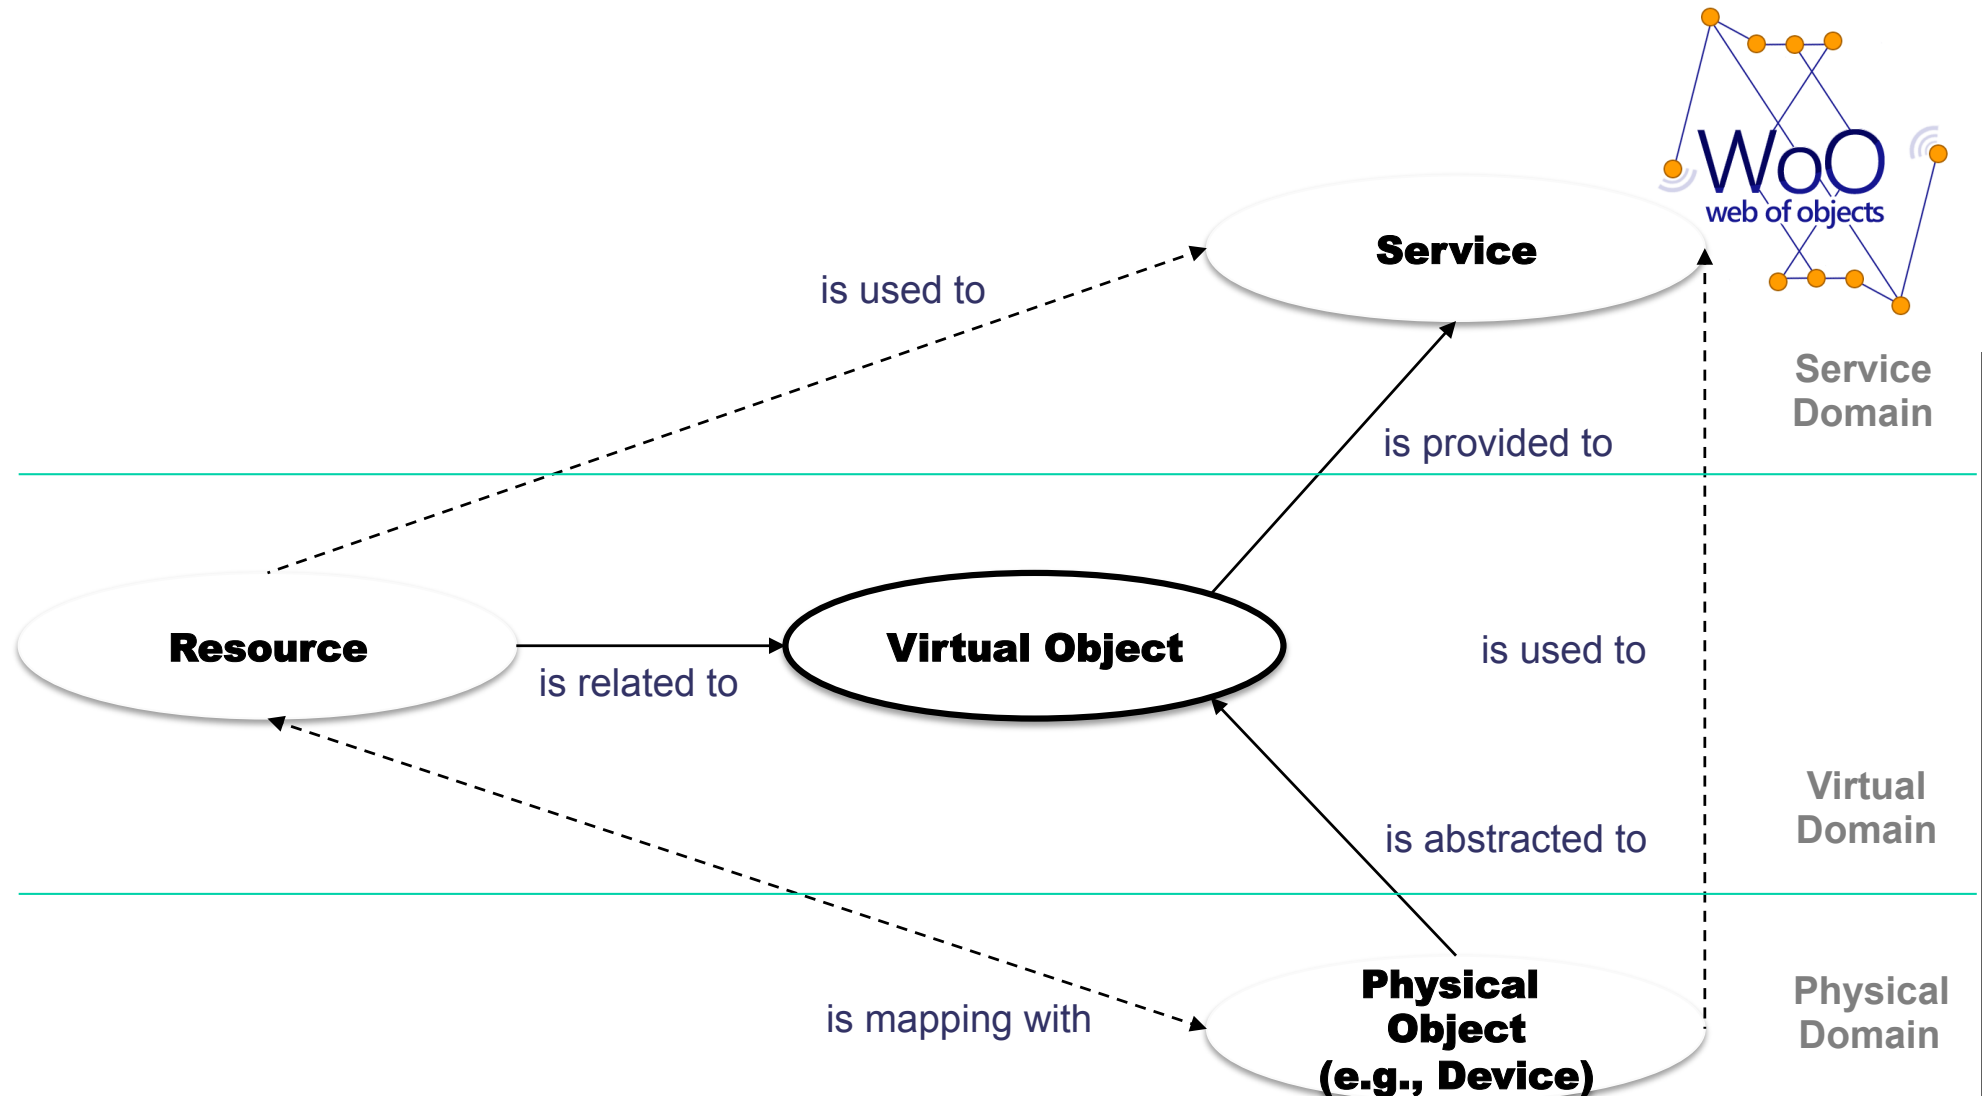 WoO
web of objects
Service
is used to
Service
Domain
is provided to
Resource
Virtual Object
is used to
is related to
Virtual
Domain
is abstracted to
Physical
Object
(e.g., Device)
Physical
Domain
is mapping with